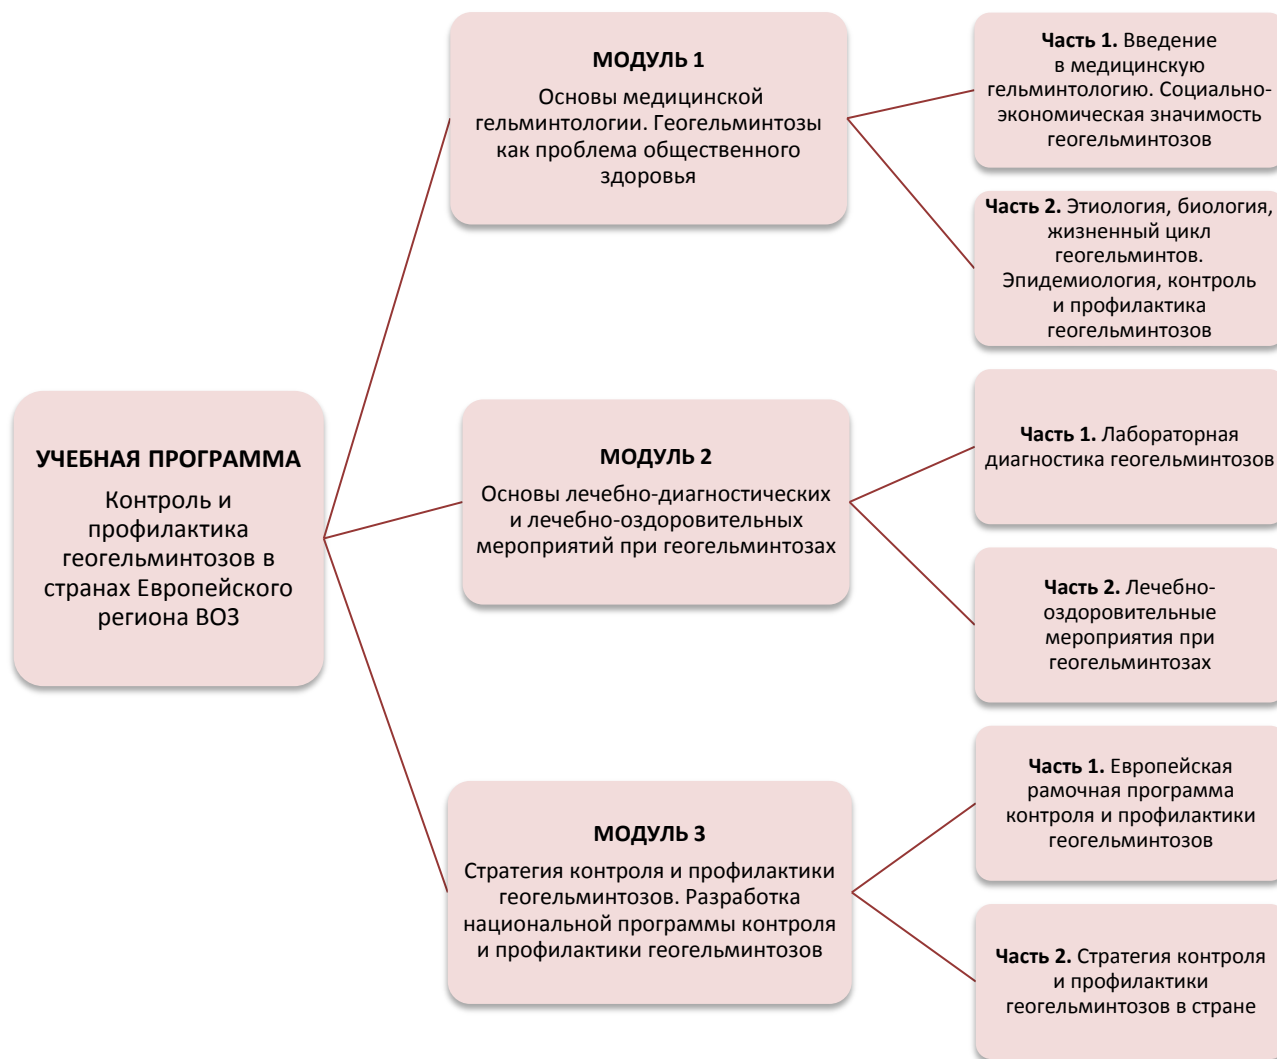 УЧЕБНАЯ ПРОГРАММА
Контроль и
профилактика
геогельминтозов в
странах Европейского
региона ВОЗ
МОДУЛЬ 1
Основы медицинской
гельминтологии. Геогельминтозы
как проблема общественного
здоровья
Часть 1. Введение
в медицинскую
гельминтологию. Социально-
экономическая значимость
геогельминтозов
Часть 2. Этиология, биология,
жизненный цикл
геогельминтов.
Эпидемиология, контроль
и профилактика
геогельминтозов
МОДУЛЬ 2
Основы лечебно-диагностических
и лечебно-оздоровительных
мероприятий при геогельминтозах
Часть 1. Лабораторная
диагностика геогельминтозов
Часть 2. Лечебно-
оздоровительные
мероприятия при
геогельминтозах
МОДУЛЬ 3
Стратегия контроля и профилактики
геогельминтозов. Разработка
национальной программы контроля
и профилактики геогельминтозов
Часть 1. Европейская
рамочная программа
контроля и профилактики
геогельминтозов
Часть 2. Стратегия контроля
и профилактики
геогельминтозов в стране